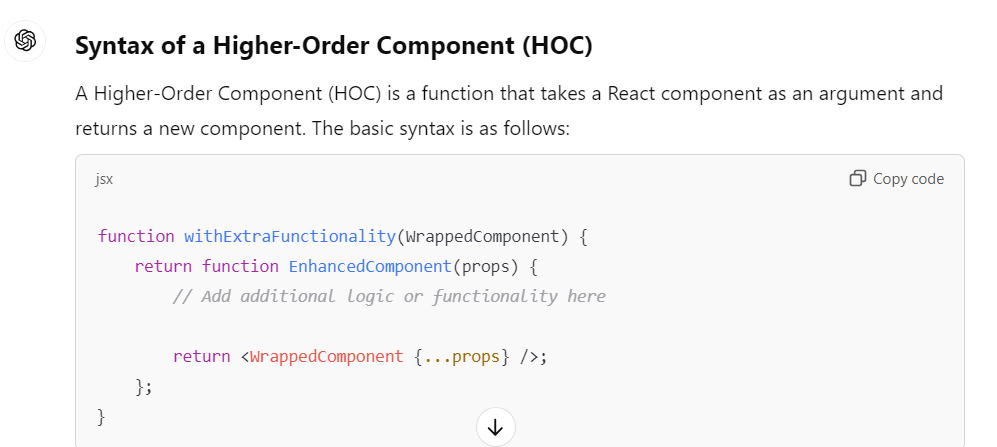 Syntax of a Higher-Order Component (HOC)
A Higher-Order Component (HOC) is a function that takes a React component as an argument and
returns a new component. The basic syntax is as follows:
jsx
Copy code
function withExtraFunctionality(WrappedComponent) {
    return function EnhancedComponent(props) {
        // Add additional logic or functionality here
        return <WrappedComponent {...props} />;
    };
}